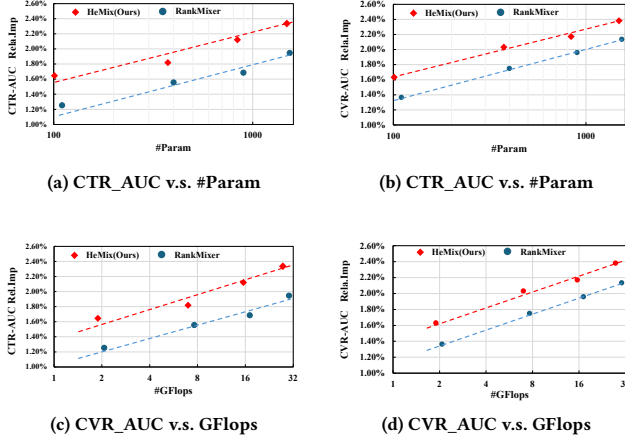 HeMix(Ours) RankMixer
CTR-AUC Rela.Imp
2.60%
2.40%
2.20%
2.00%
1.80%
1.60%
1.40%
1.20%
1.00%
100 1000
#Param
(a) CTR_AUC v.s. #Param
HeMix(Ours) RankMixer
CVR-AUC Rela.Imp
2.60%
2.40%
2.20%
2.00%
1.80%
1.60%
1.40%
1.20%
1.00%
100 1000
#Param
(b) CTR_AUC v.s. #Param
HeMix(Ours) RankMixer
CTR-AUC Rel.Imp
2.60%
2.40%
2.20%
2.00%
1.80%
1.60%
1.40%
1.20%
1.00%
1 2 4 8 16 32
#GFlops
(c) CVR_AUC v.s. GFlops
HeMix(Ours) RankMixer
CVR-AUC Rela.Imp
2.60%
2.40%
2.20%
2.00%
1.80%
1.60%
1.40%
1.20%
1.00%
1 2 4 8 16
#GFlops
(d) CVR_AUC v.s. GFlops